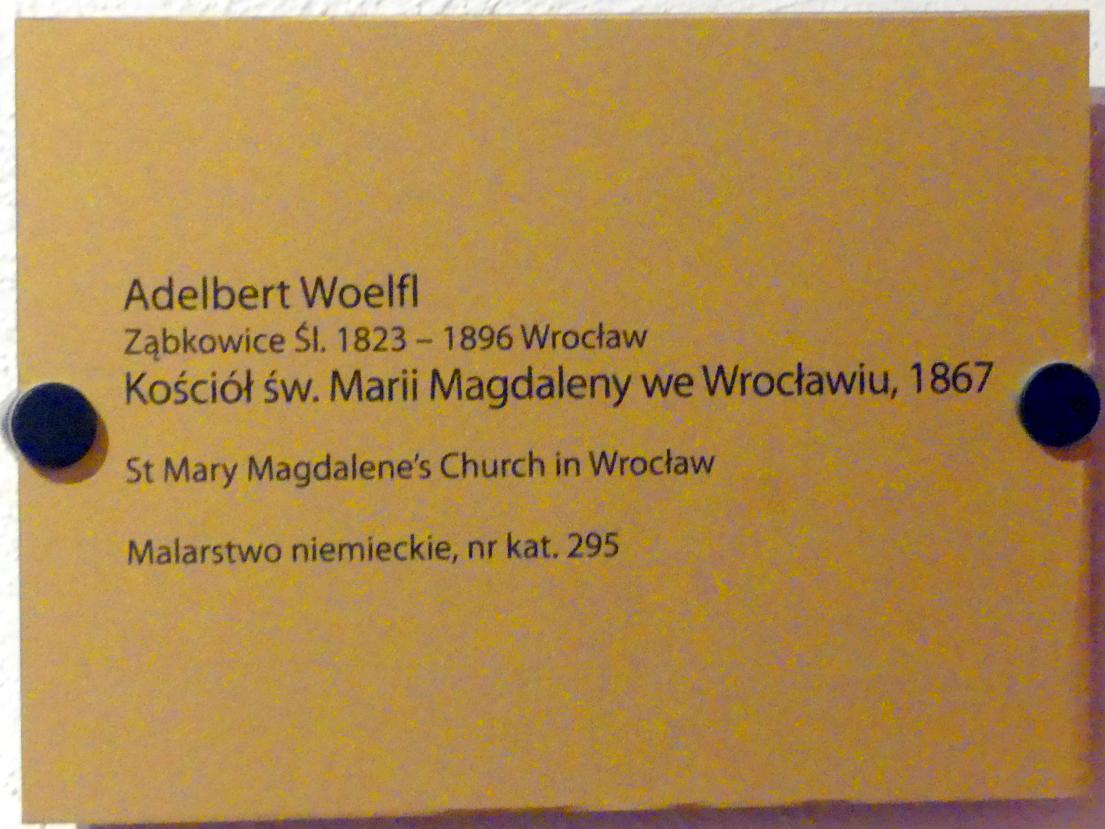 Adelbert Woelfl
Ząbkowice Śl. 1823 – 1896 Wrocław
Kościół św. Marii Magdaleny we Wrocławiu, 1867
St Mary Magdalene's Church in Wrocław
Malarstwo niemieckie, nr kat. 295